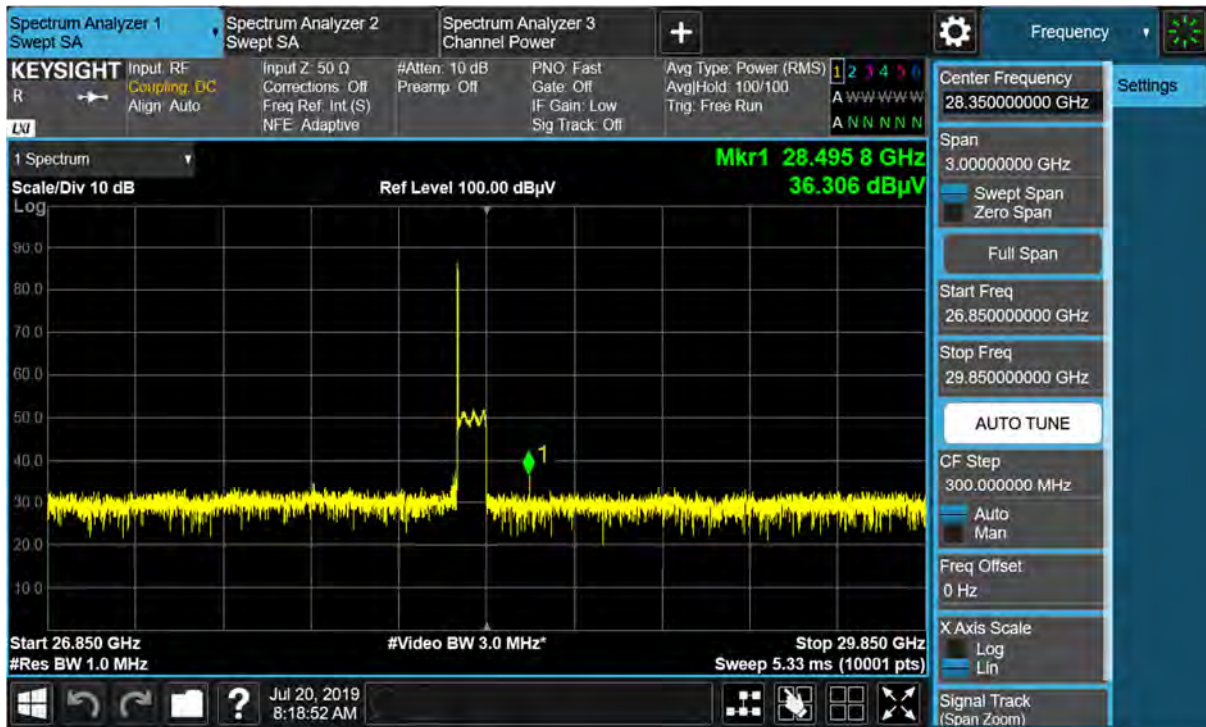 Spectrum Analyzer 1
Swept SA
Spectrum Analyzer 2
Swept SA
Spectrum Analyzer 3
Channel Power
Frequency
KEYSIGHT
R
LXI
Input: RF
Coupling: DC
Align: Auto
Input Z: 50 Ω
Corrections: Off
Freq Ref: Int (S)
NFE: Adaptive
#Atten: 10 dB
Preamp: Off
PNO: Fast
Gate: Off
IF Gain: Low
Sig Track: Off
Avg Type: Power (RMS)
Avg|Hold: 100/100
Trig: Free Run
1 2 3 4 5 6
A W W W W W
A N N N N N
1 Spectrum
Scale/Div 10 dB
Ref Level 100.00 dBµV
Mkr1 28.495 8 GHz
36.306 dBµV
Log
90.0
80.0
70.0
60.0
50.0
40.0
30.0
20.0
10.0
1
Start 26.850 GHz
#Res BW 1.0 MHz
#Video BW 3.0 MHz*
Stop 29.850 GHz
Sweep 5.33 ms (10001 pts)
Center Frequency
28.350000000 GHz
Settings
Span
3.00000000 GHz
Swept Span
Zero Span
Full Span
Start Freq
26.850000000 GHz
Stop Freq
29.850000000 GHz
AUTO TUNE
CF Step
300.000000 MHz
Auto
Man
Freq Offset
0 Hz
X Axis Scale
Log
Lin
Signal Track
(Span Zoom)
?
Jul 20, 2019
8:18:52 AM